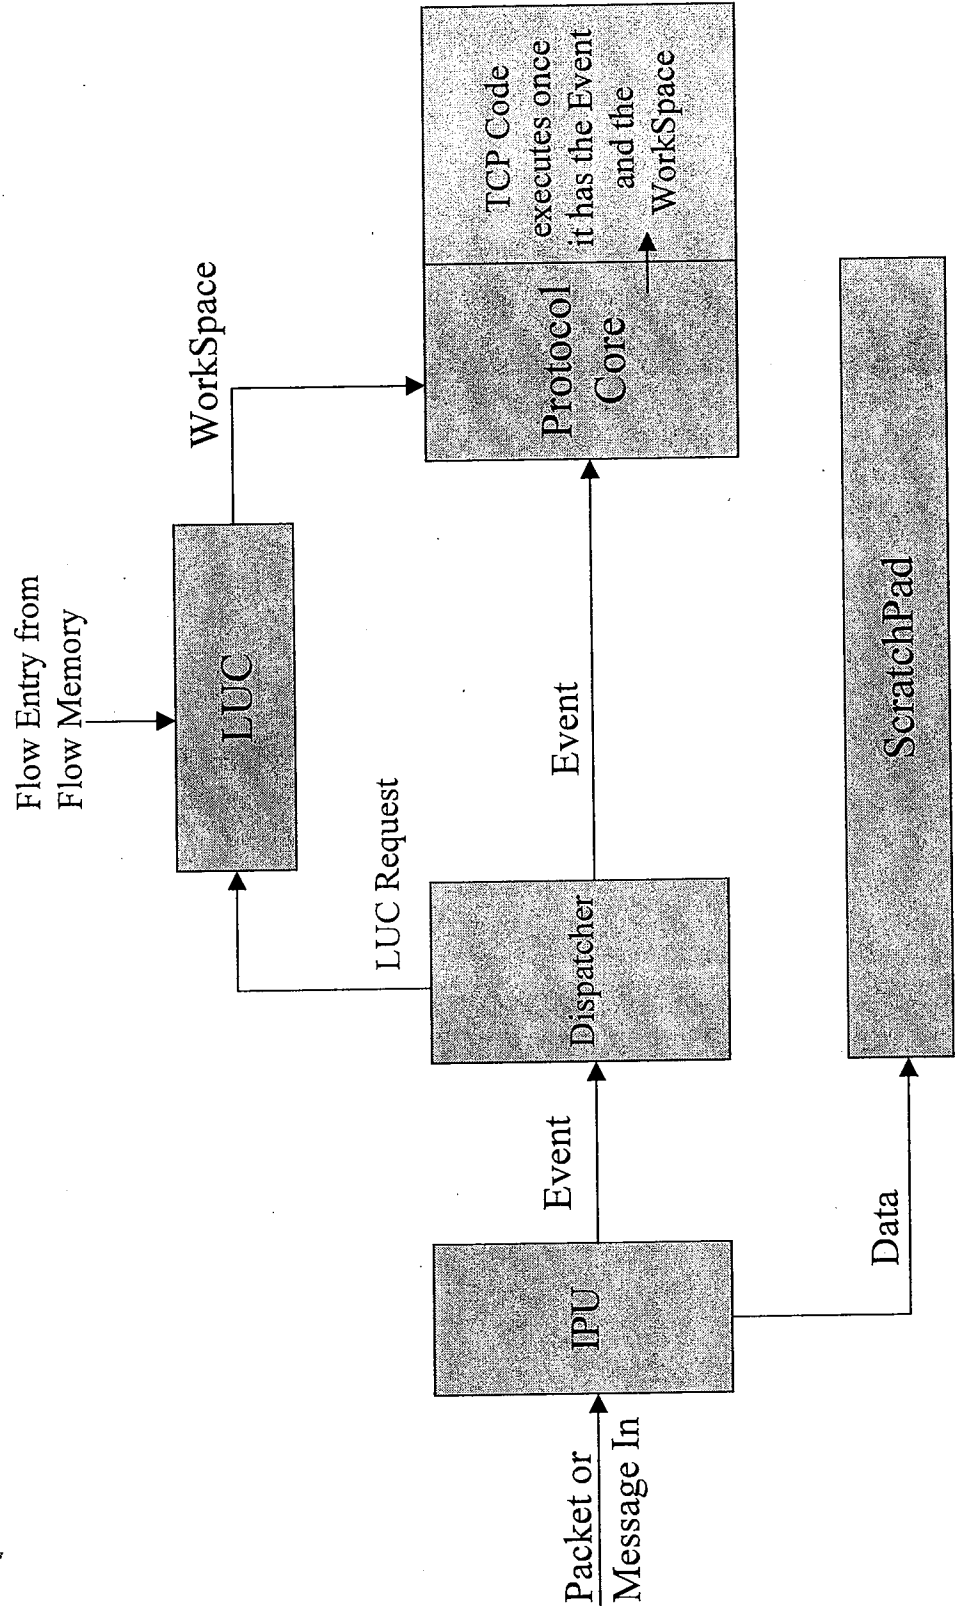 Flow Entry from
Flow Memory
WorkSpace
LUC
LUC Request
Packet or
Message In
IPU
Event
Dispatcher
Event
Protocol
Core
TCP Code
executes once
it has the Event
and the
WorkSpace
Data
ScratchPad